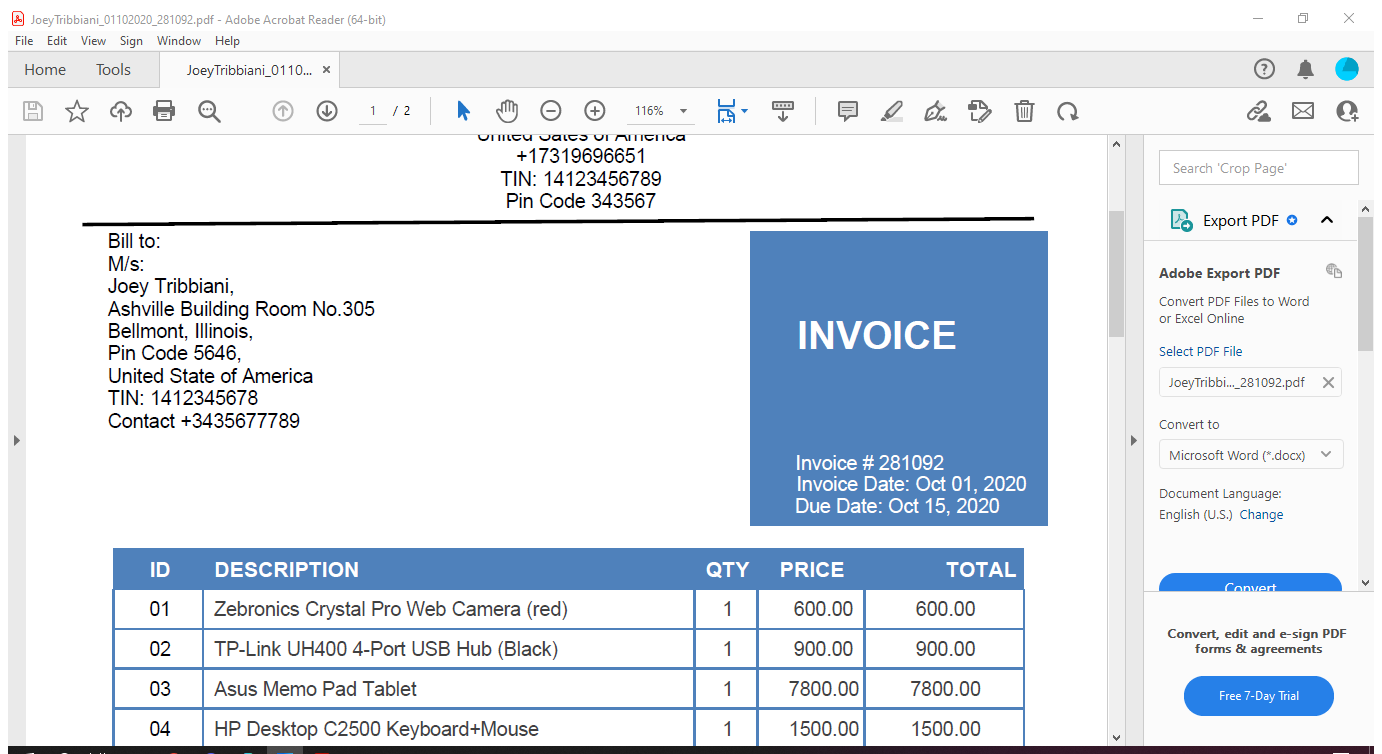 JoeyTribbiani_01102020_281092.pdf - Adobe Acrobat Reader (64-bit)
File Edit View Sign Window Help
Home Tools JoeyTribbiani_0110... ×
1 / 2 116%
United Sates of America
+17319696651
TIN: 14123456789
Pin Code 343567
Bill to:
M/s:
Joey Tribbiani,
Ashville Building Room No.305
Bellmont, Illinois,
Pin Code 5646,
United State of America
TIN: 1412345678
Contact +3435677789
INVOICE
Invoice # 281092
Invoice Date: Oct 01, 2020
Due Date: Oct 15, 2020
ID DESCRIPTION QTY PRICE TOTAL
01 Zebronics Crystal Pro Web Camera (red) 1 600.00 600.00
02 TP-Link UH400 4-Port USB Hub (Black) 1 900.00 900.00
03 Asus Memo Pad Tablet 1 7800.00 7800.00
04 HP Desktop C2500 Keyboard+Mouse 1 1500.00 1500.00
Search 'Crop Page'
Export PDF
Adobe Export PDF
Convert PDF Files to Word
or Excel Online
Select PDF File
JoeyTribbi..._281092.pdf
Convert to
Microsoft Word (*.docx)
Document Language:
English (U.S.) Change
Convert
Convert, edit and e-sign PDF
forms & agreements
Free 7-Day Trial